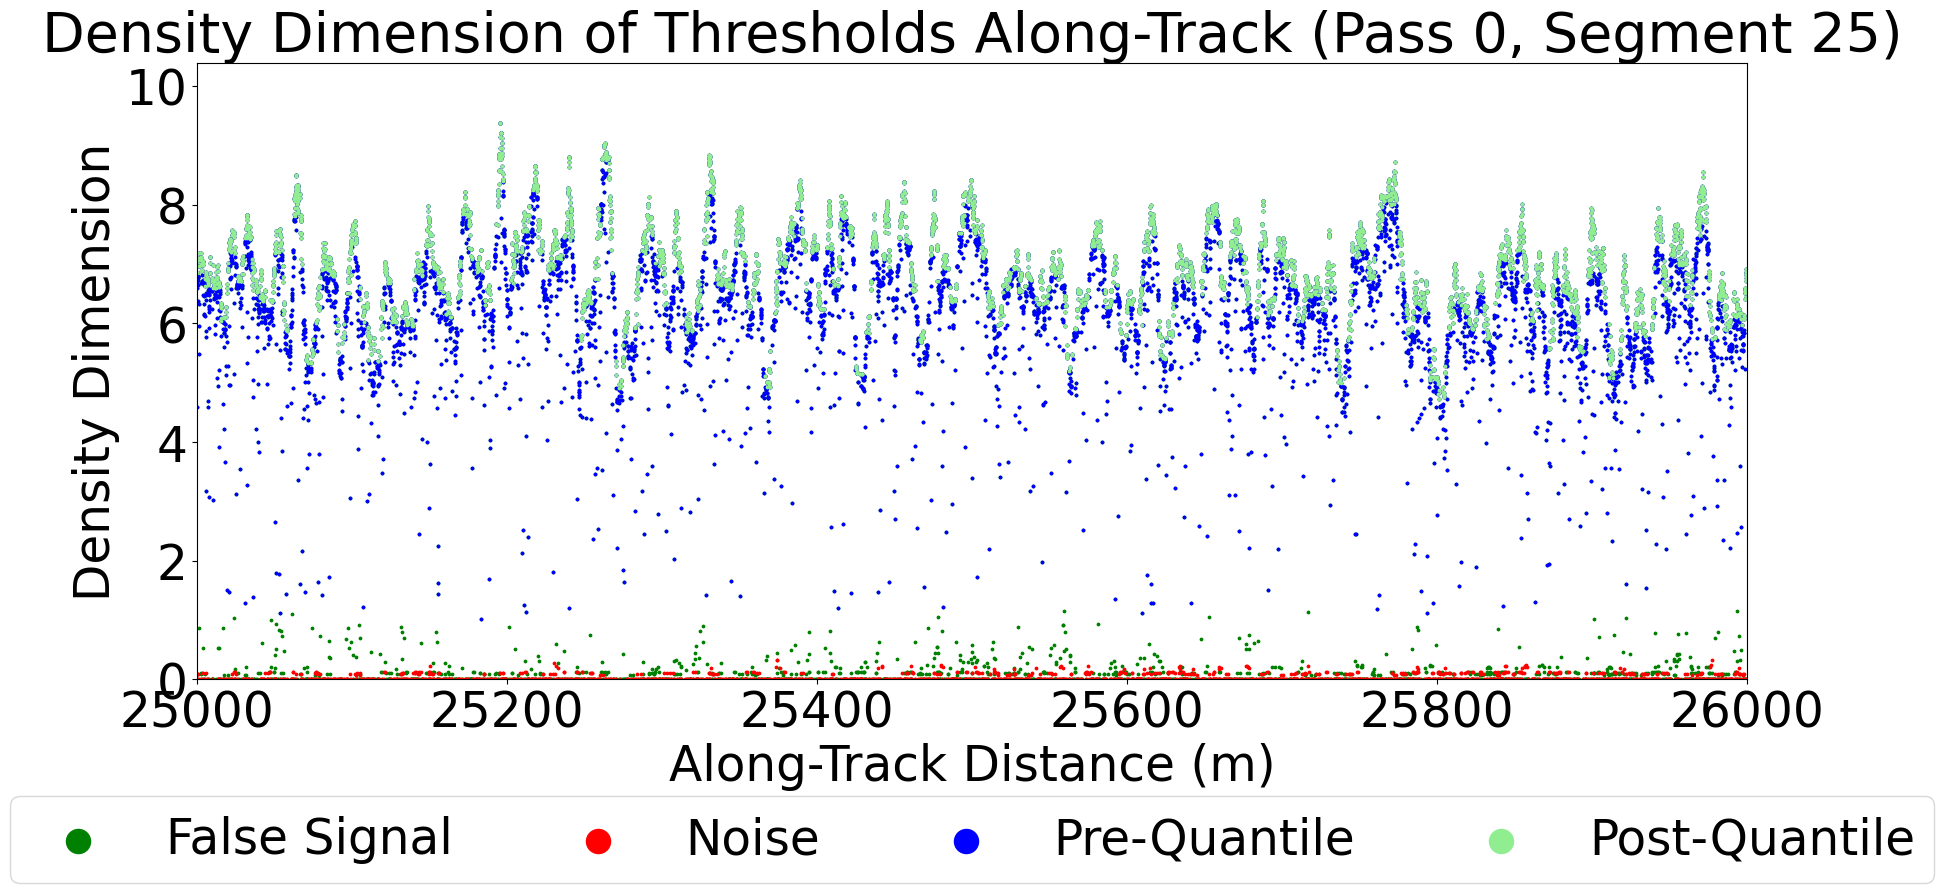 Density Dimension of Thresholds Along-Track (Pass 0, Segment 25)
Density Dimension
10
8
6
4
2
0
25000 25200 25400 25600 25800 26000
Along-Track Distance (m)
False Signal Noise Pre-Quantile Post-Quantile